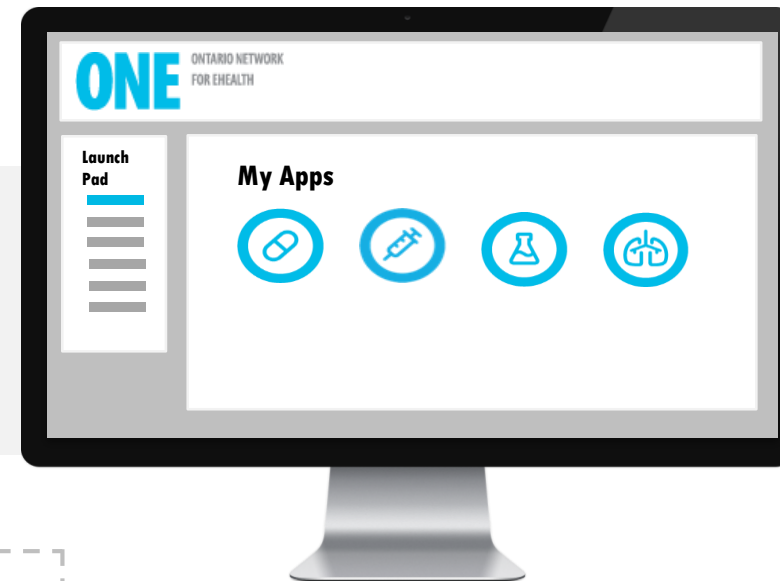 ONE
ONTARIO NETWORK
FOR EHEALTH
Launch
Pad
My Apps